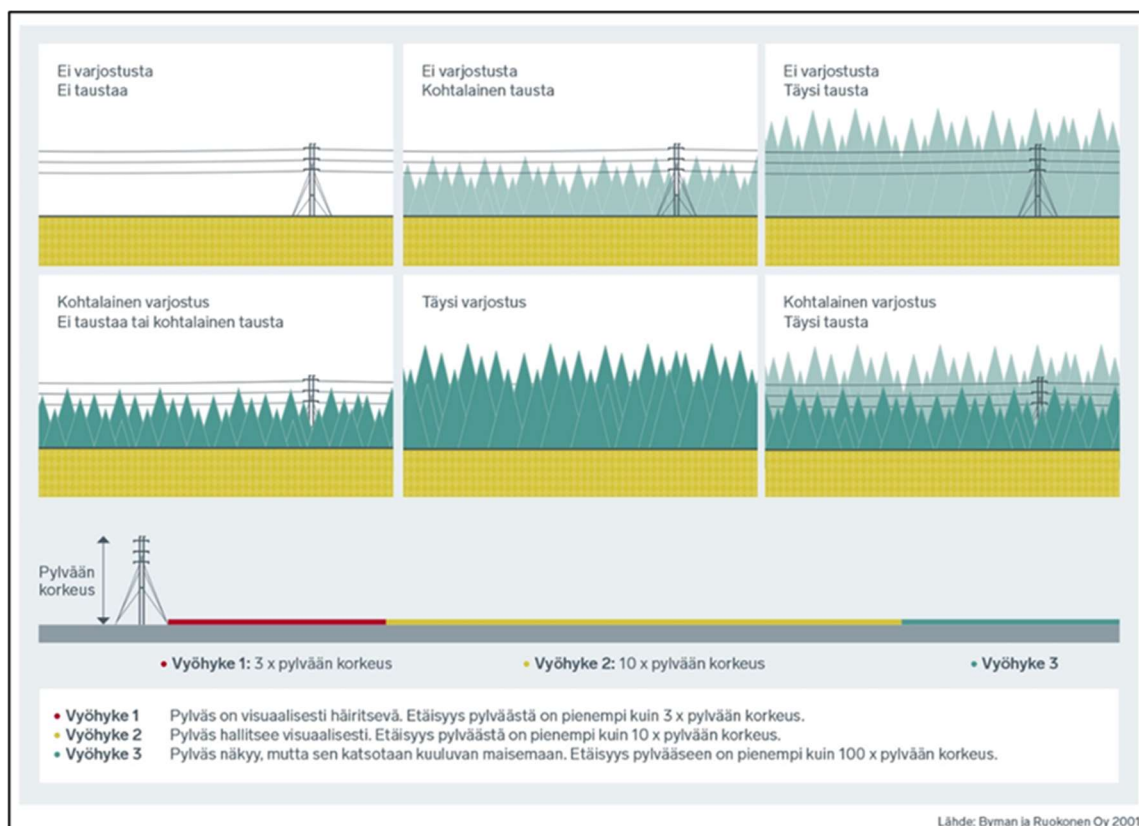 Ei varjostusta
Ei taustaa
Ei varjostusta
Kohtalainen tausta
Ei varjostusta
Täysi tausta
Kohtalainen varjostus
Ei taustaa tai kohtalainen tausta
Täysi varjostus
Kohtalainen varjostus
Täysi tausta
Pylvään
korkeus
• Vyöhyke 1: 3 x pylvään korkeus
• Vyöhyke 2: 10 x pylvään korkeus
• Vyöhyke 3
• Vyöhyke 1 Pylväs on visuaalisesti häiritsevä. Etäisyys pylväästä on pienempi kuin 3 x pylvään korkeus.
• Vyöhyke 2 Pylväs hallitsee visuaalisesti. Etäisyys pylväästä on pienempi kuin 10 x pylvään korkeus.
• Vyöhyke 3 Pylväs näkyy, mutta sen katsotaan kuuluvan maisemaan. Etäisyys pylvääseen on pienempi kuin 100 x pylvään korkeus.
Lähde: Byman ja Ruokonen Oy 2001